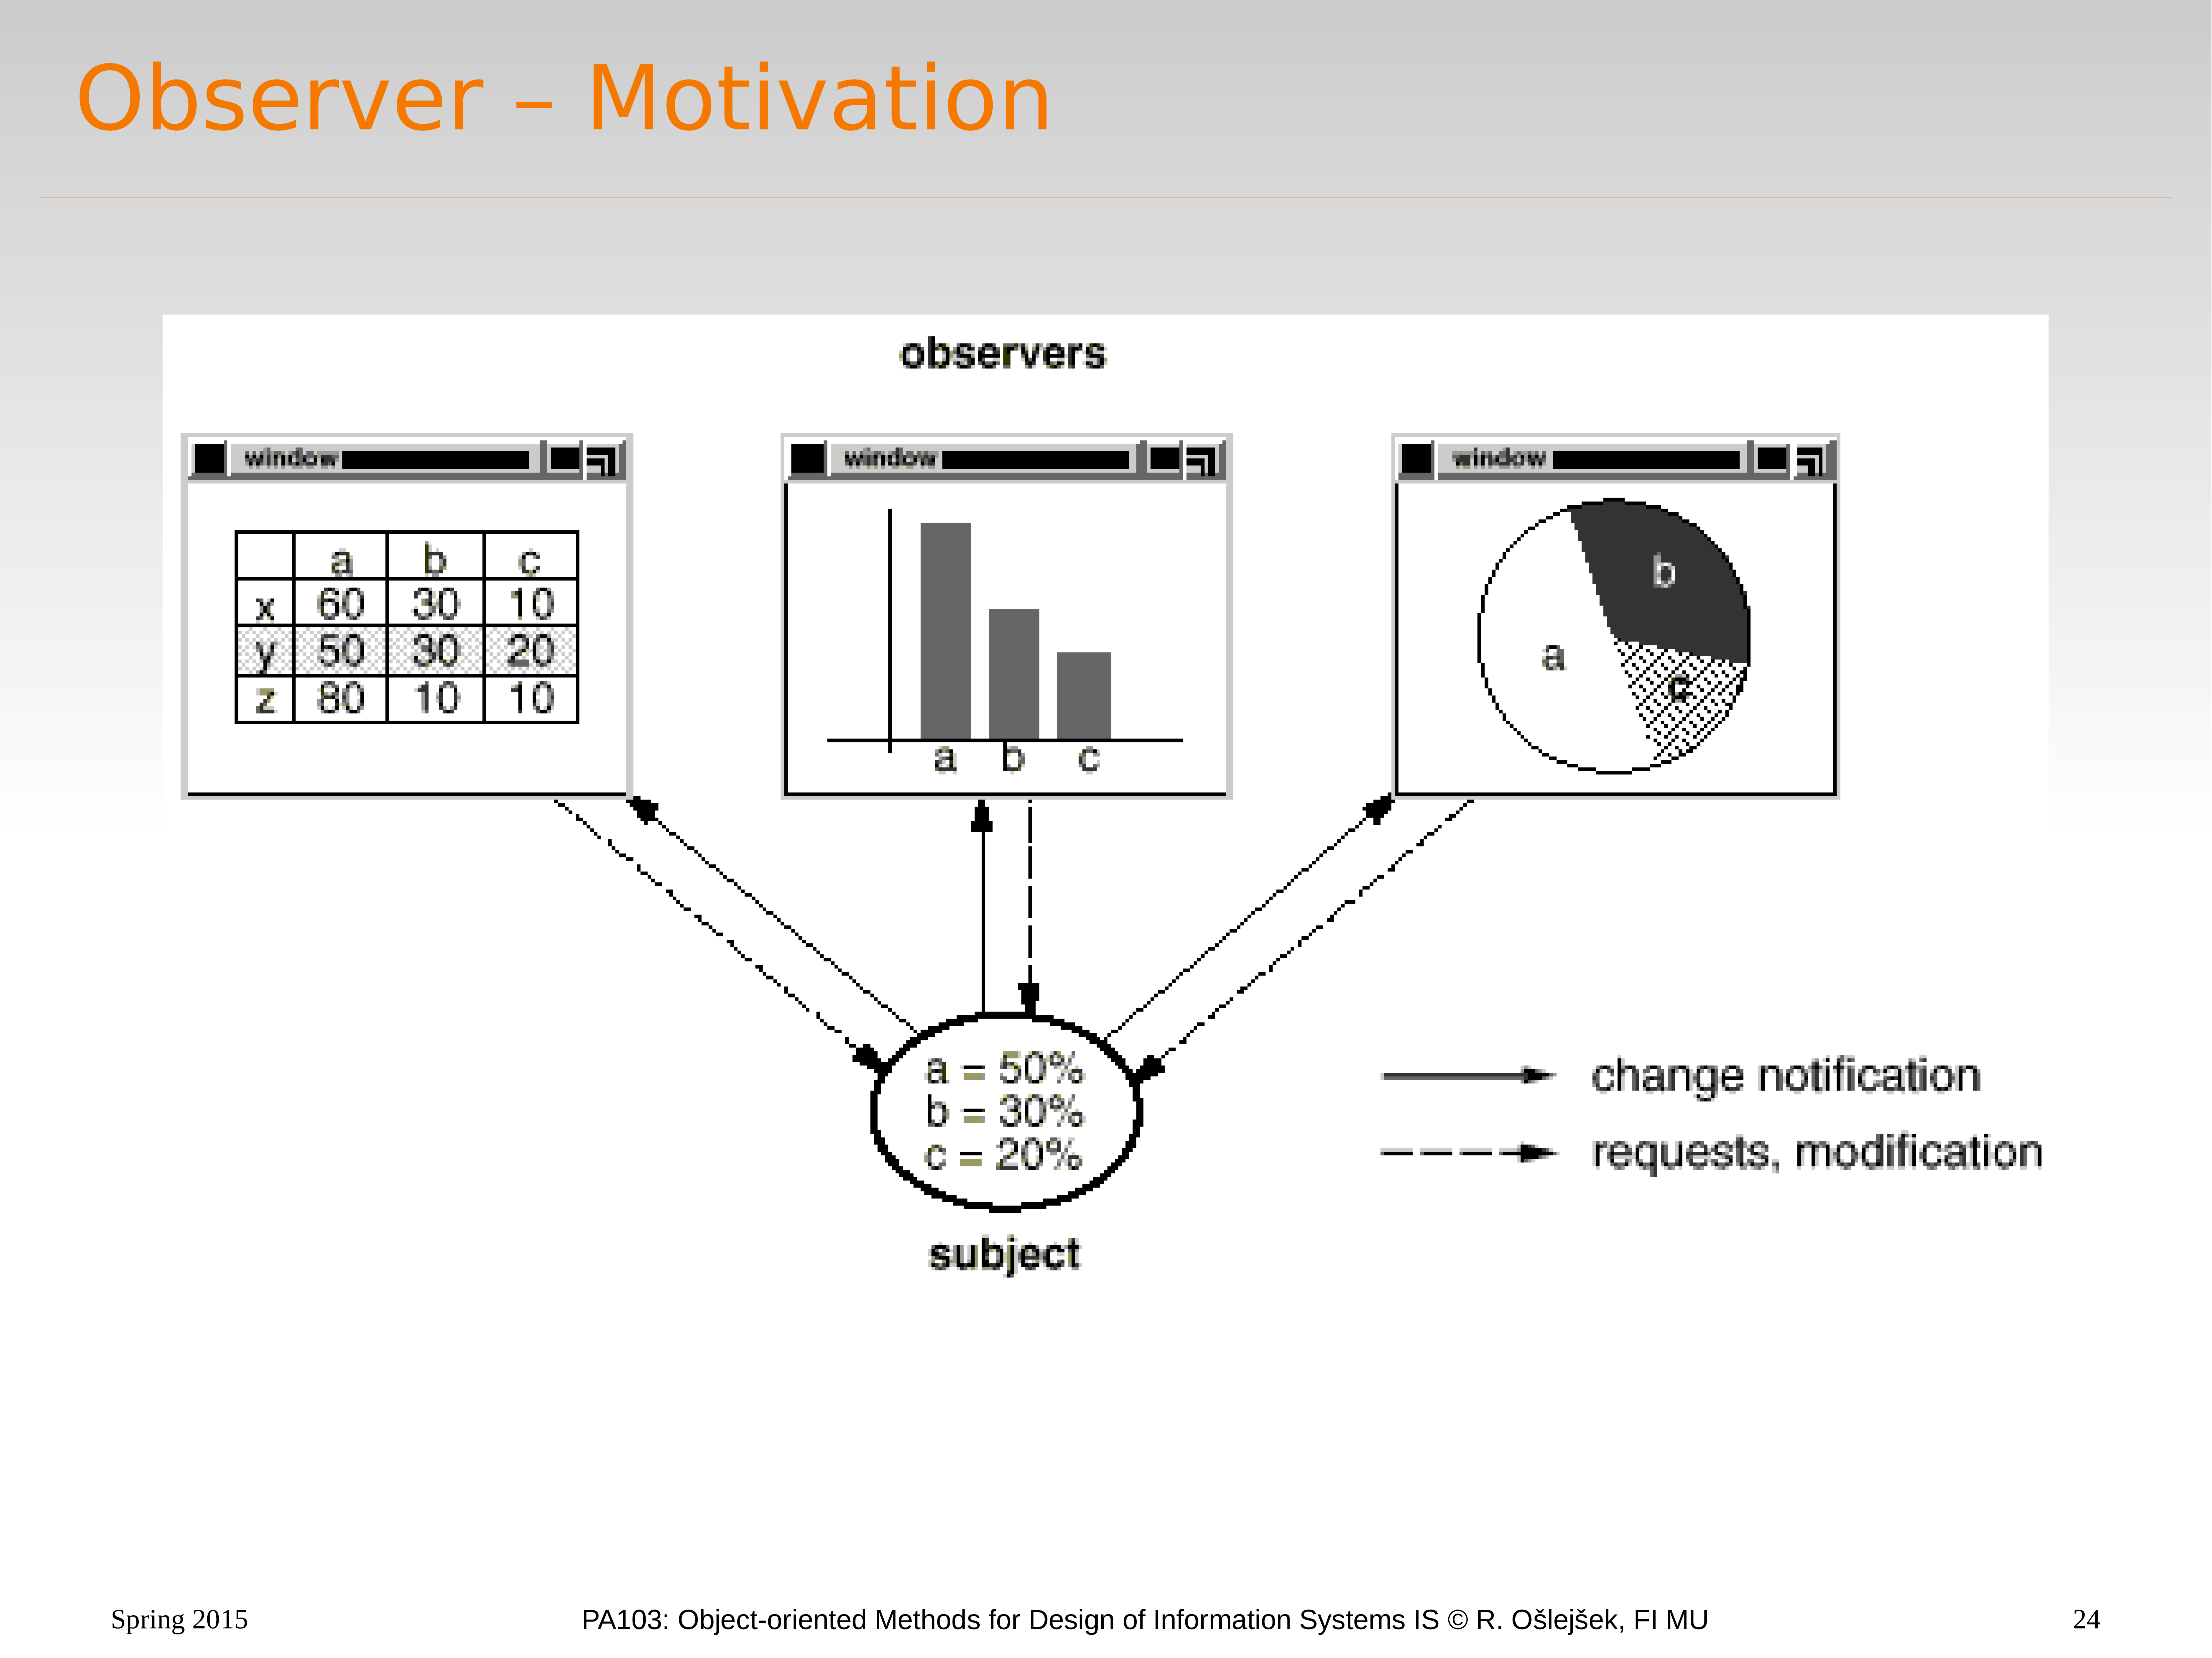 Observer – Motivation
observers
window
window
window
a b c
x 60 30 10
y 50 30 20
z 80 10 10
a b c
b
a
c
a = 50%
b = 30%
c = 20%
change notification
requests, modification
subject
Spring 2015
PA103: Object-oriented Methods for Design of Information Systems IS © R. Ošlejšek, FI MU
24